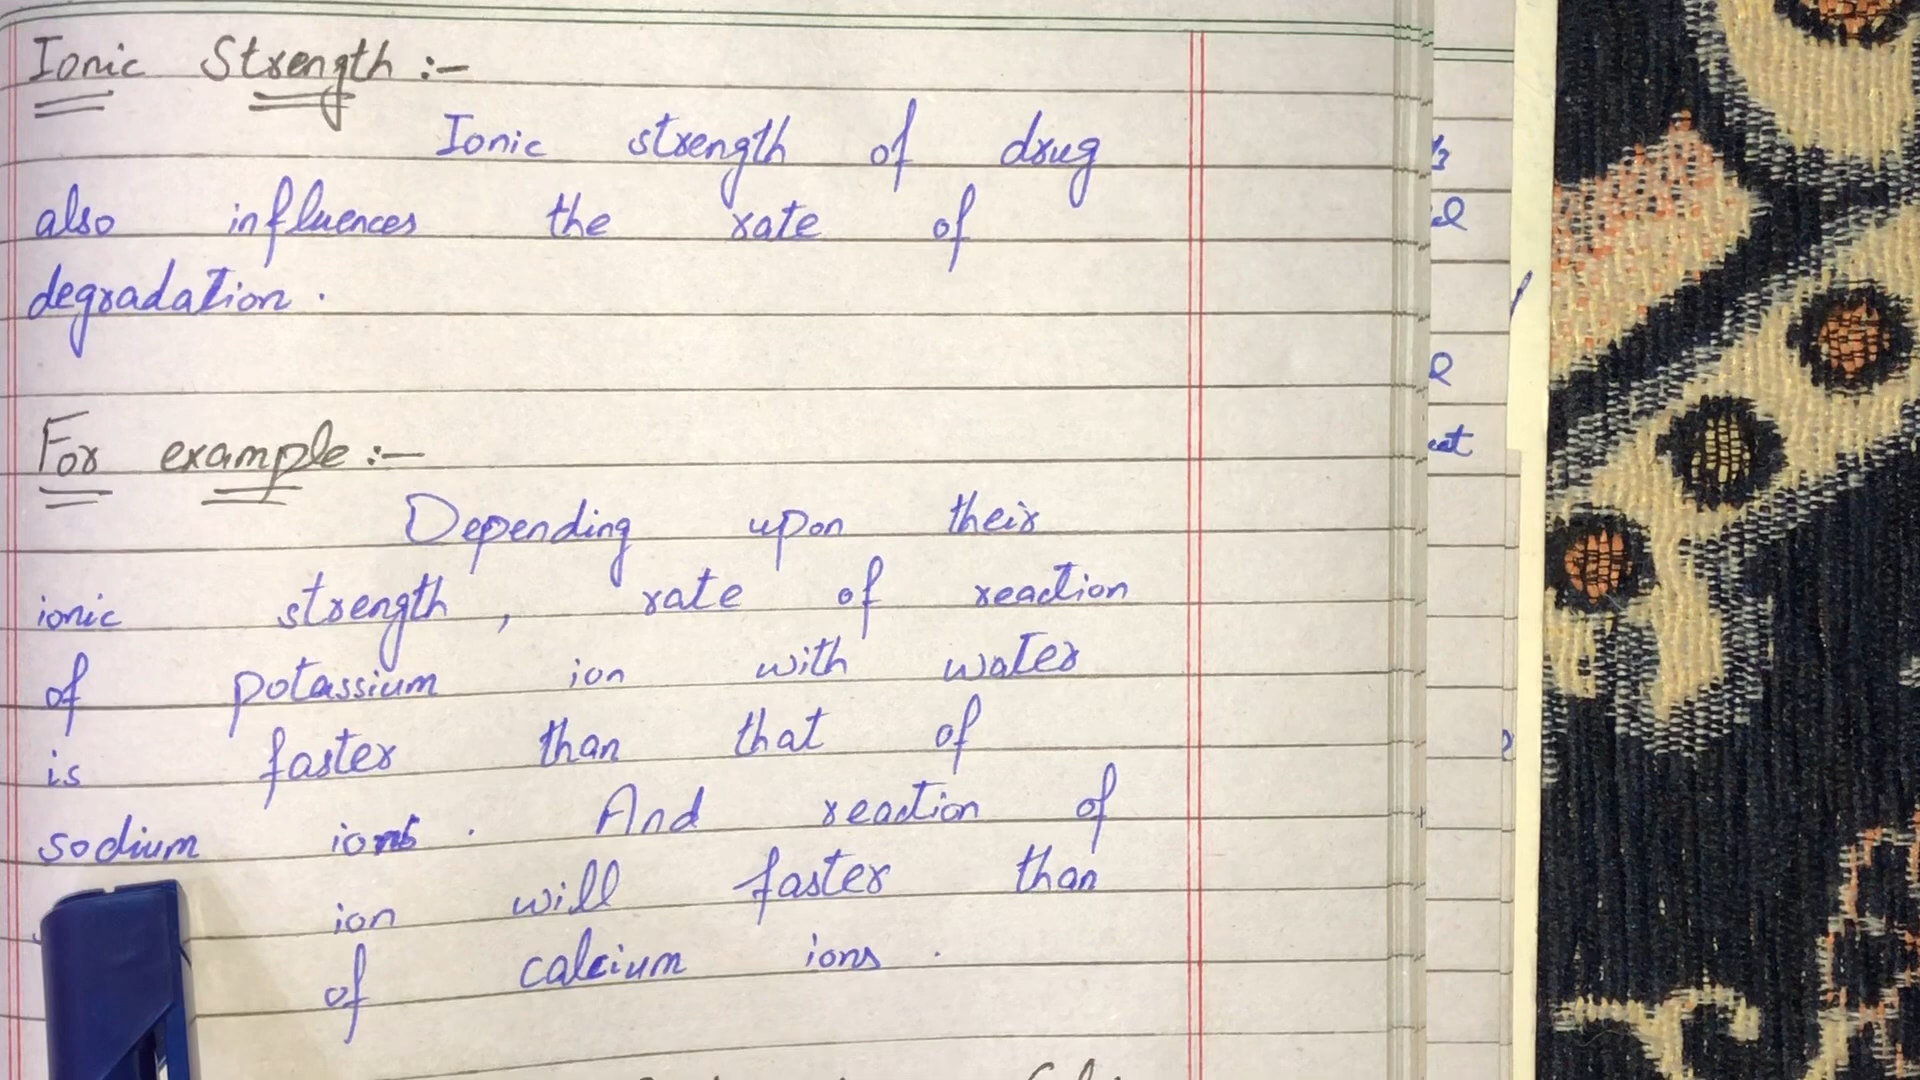 Ionic Strength :-
Ionic strength of drug
also influences the rate of
degradation.
For example :-
Depending upon their
ionic strength, rate of reaction
of potassium ion with water
is faster than that of
sodium ions. And reaction of
ion will faster than
of calcium ions.